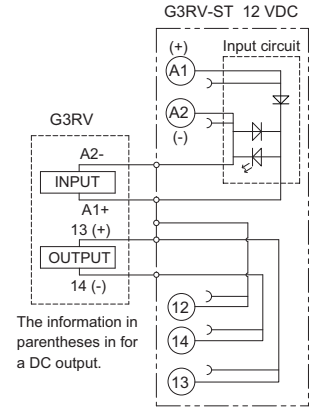 G3RV-ST 12 VDC
(+)
Input circuit
A1
A2
(-)
G3RV
A2-
INPUT
A1+
13 (+)
OUTPUT
14 (-)
12
14
13
The information in
parentheses in for
a DC output.